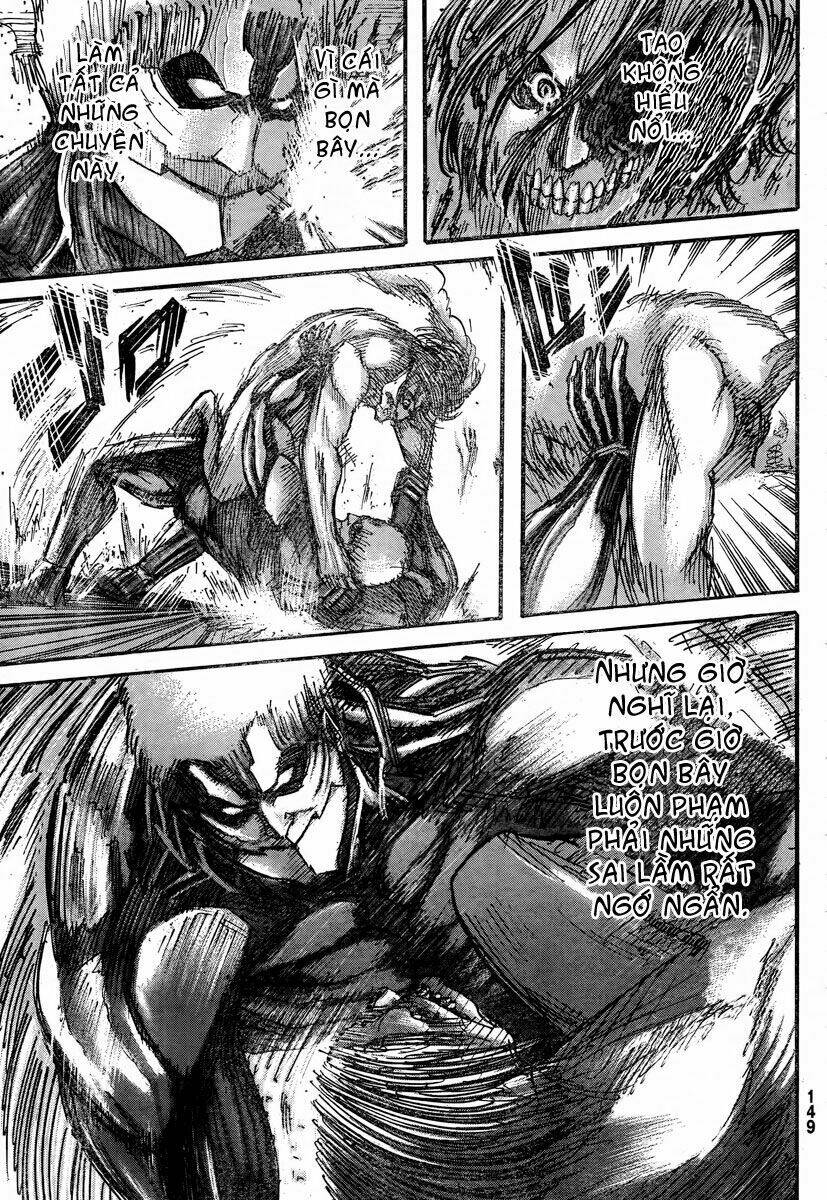 TAO
KHÔNG
HIỂU
NỔI...
VÌ CÁI
GÌ MÀ
BỌN
BÂY...
LÀM
TẤT CẢ
NHỮNG
CHUYỆN
NÀY,
NHƯNG GIỜ
NGHĨ LẠI,
TRƯỚC GIỜ
BỌN BÂY
LUÔN PHẠM
PHẢI NHỮNG
SAI LẦM RẤT
NGỚ NGẨN.
149